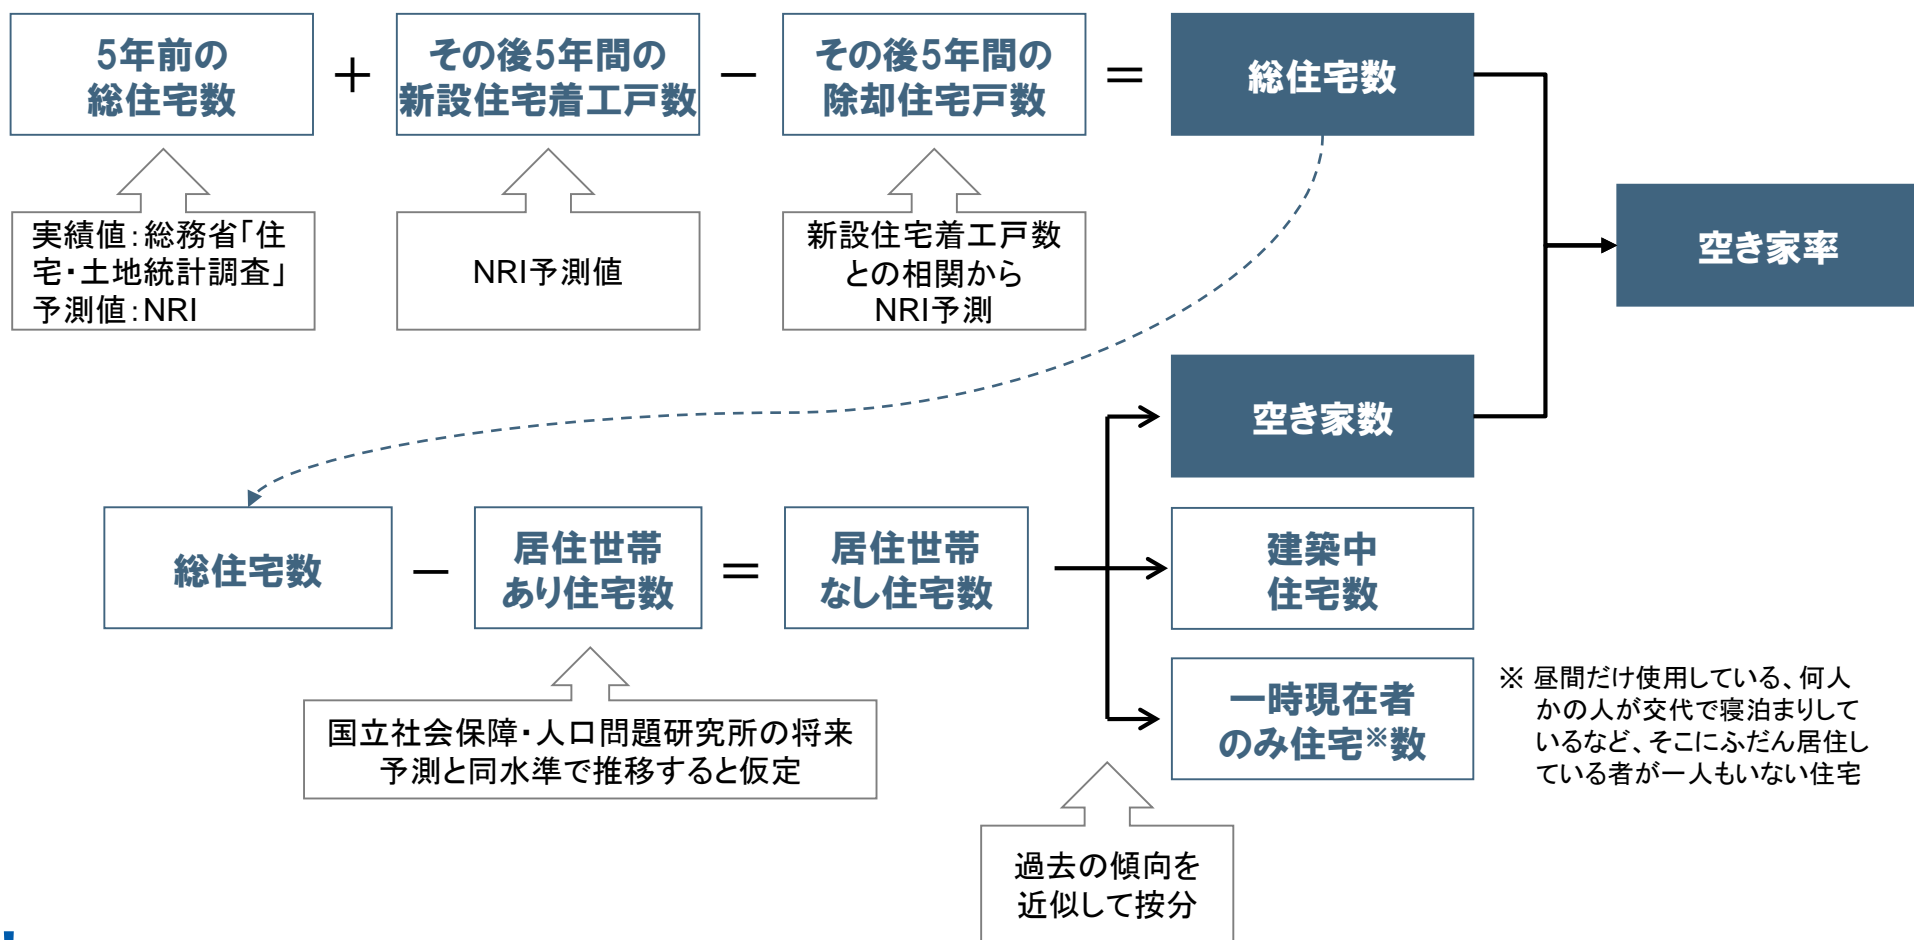 5年前の
総住宅数
＋
その後5年間の
新設住宅着工戸数
－
その後5年間の
除却住宅戸数
＝
総住宅数
実績値：総務省「住
宅・土地統計調査」
予測値：NRI
NRI予測値
新設住宅着工戸数
との相関から
NRI予測
空き家率
空き家数
総住宅数
－
居住世帯
あり住宅数
＝
居住世帯
なし住宅数
建築中
住宅数
一時現在者
のみ住宅※数
※ 昼間だけ使用している、何人
かの人が交代で寝泊まりして
いるなど、そこにふだん居住し
ている者が一人もいない住宅
国立社会保障・人口問題研究所の将来
予測と同水準で推移すると仮定
過去の傾向を
近似して按分